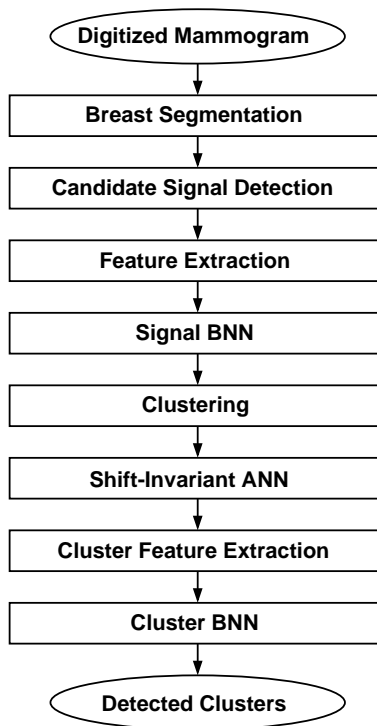 Digitized Mammogram
Breast Segmentation
Candidate Signal Detection
Feature Extraction
Signal BNN
Clustering
Shift-Invariant ANN
Cluster Feature Extraction
Cluster BNN
Detected Clusters